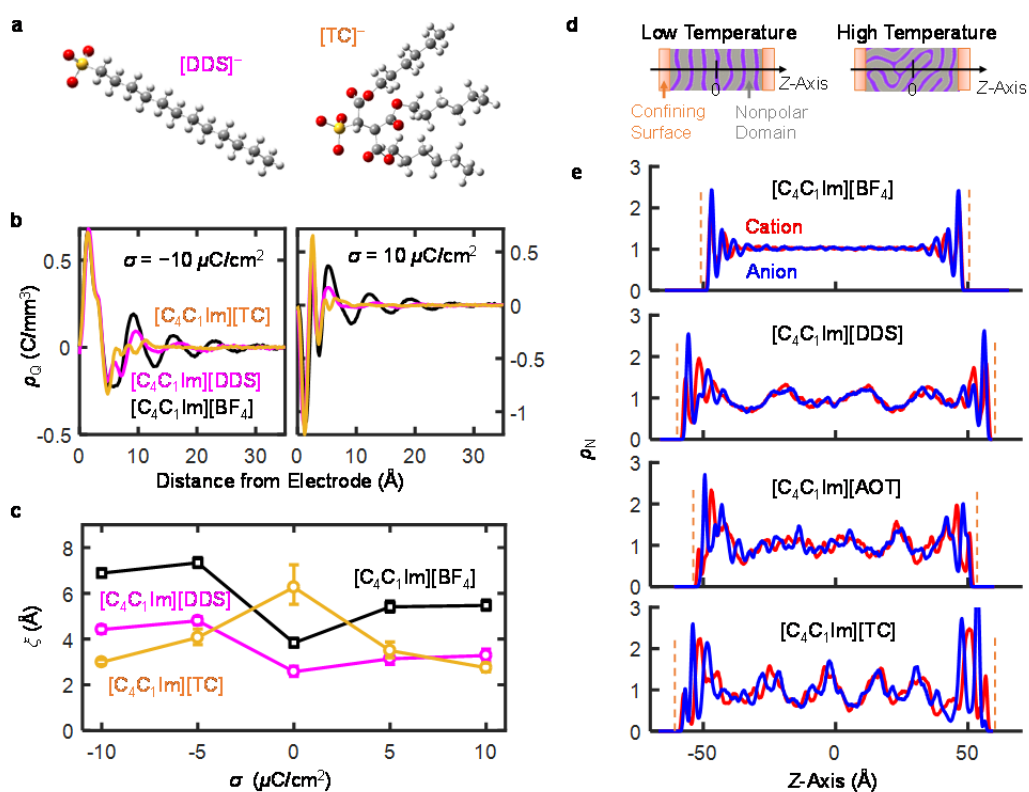 a
[DDS]⁻
[TC]⁻
b
σ = −10 μC/cm²
σ = 10 μC/cm²
[C₄C₁Im][TC]
[C₄C₁Im][DDS]
[C₄C₁Im][BF₄]
ρQ (C/mm³)
0.5
0
-0.5
0.5
0
-0.5
-1
0 10 20 30
0 10 20 30
Distance from Electrode (Å)
c
[C₄C₁Im][BF₄]
[C₄C₁Im][DDS]
[C₄C₁Im][TC]
ξ (Å)
8
6
4
2
0
-10 -5 0 5 10
σ (μC/cm²)
d
Low Temperature
High Temperature
0
Z-Axis
0
Z-Axis
Confining
Surface
Nonpolar
Domain
e
[C₄C₁Im][BF₄]
Cation
Anion
3
2
1
0
[C₄C₁Im][DDS]
3
2
1
0
[C₄C₁Im][AOT]
3
2
1
0
[C₄C₁Im][TC]
3
2
1
0
ρN
-50 0 50
Z-Axis (Å)